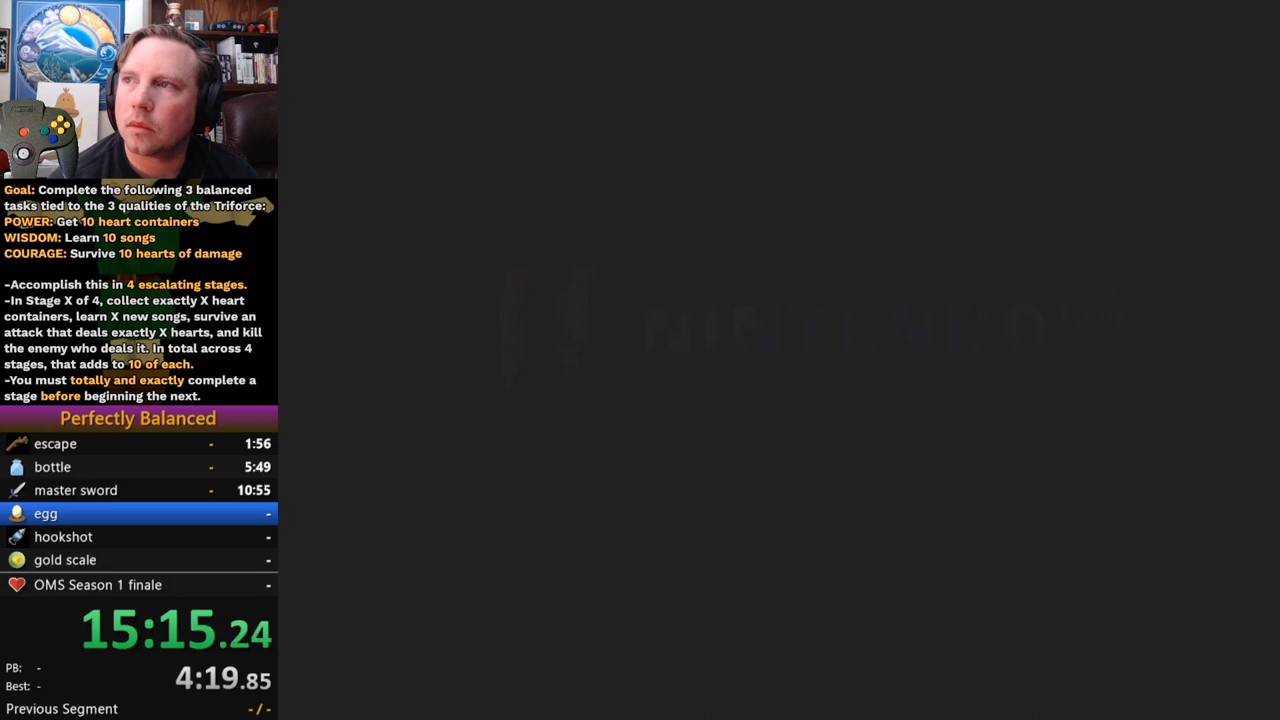 Goal: Complete the following 3 balanced
tasks tied to the 3 qualities of the Triforce:
POWER: Get 10 heart containers
WISDOM: Learn 10 songs
COURAGE: Survive 10 hearts of damage
-Accomplish this in 4 escalating stages.
-In Stage X of 4, collect exactly X heart
containers, learn X new songs, survive an
attack that deals exactly X hearts, and kill
the enemy who deals it. In total across 4
stages, that adds to 10 of each.
-You must totally and exactly complete a
stage before beginning the next.
Perfectly Balanced
escape - 1:56
bottle - 5:49
master sword - 10:55
egg -
hookshot -
gold scale -
OMS Season 1 finale -
15:15.24
PB: -
4:19.85
Best: -
Previous Segment -/-
NINTENDO